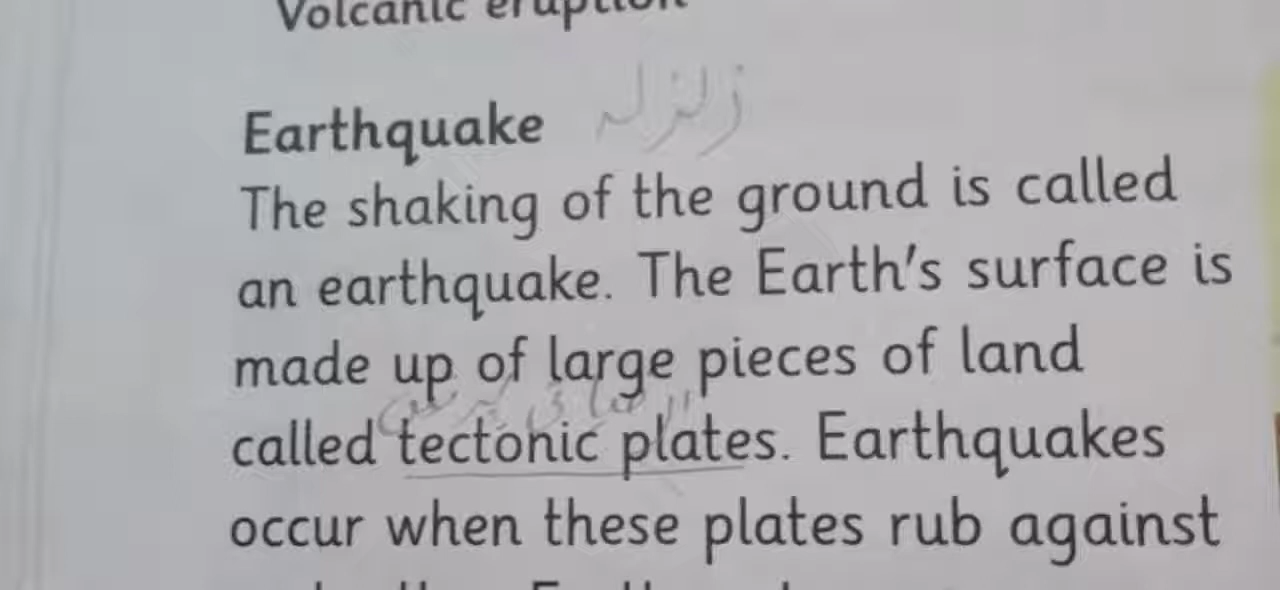 Volcanic eruption
Earthquake زلزلہ
The shaking of the ground is called
an earthquake. The Earth's surface is
made up of large pieces of land
called tectonic plates. Earthquakes
occur when these plates rub against